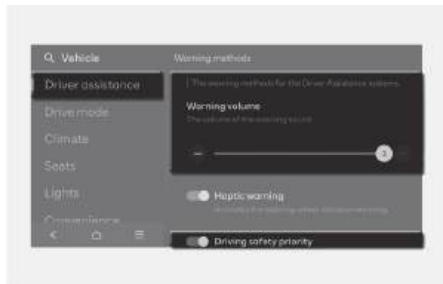 Vehicle
Warning methods
Driver assistance
The warning methods for the Driver Assistance systems.
Drive mode
Warning volume
The volume of the warning sound
Climate
Seats
Lights
Haptic warning
Convenience
Driving safety priority